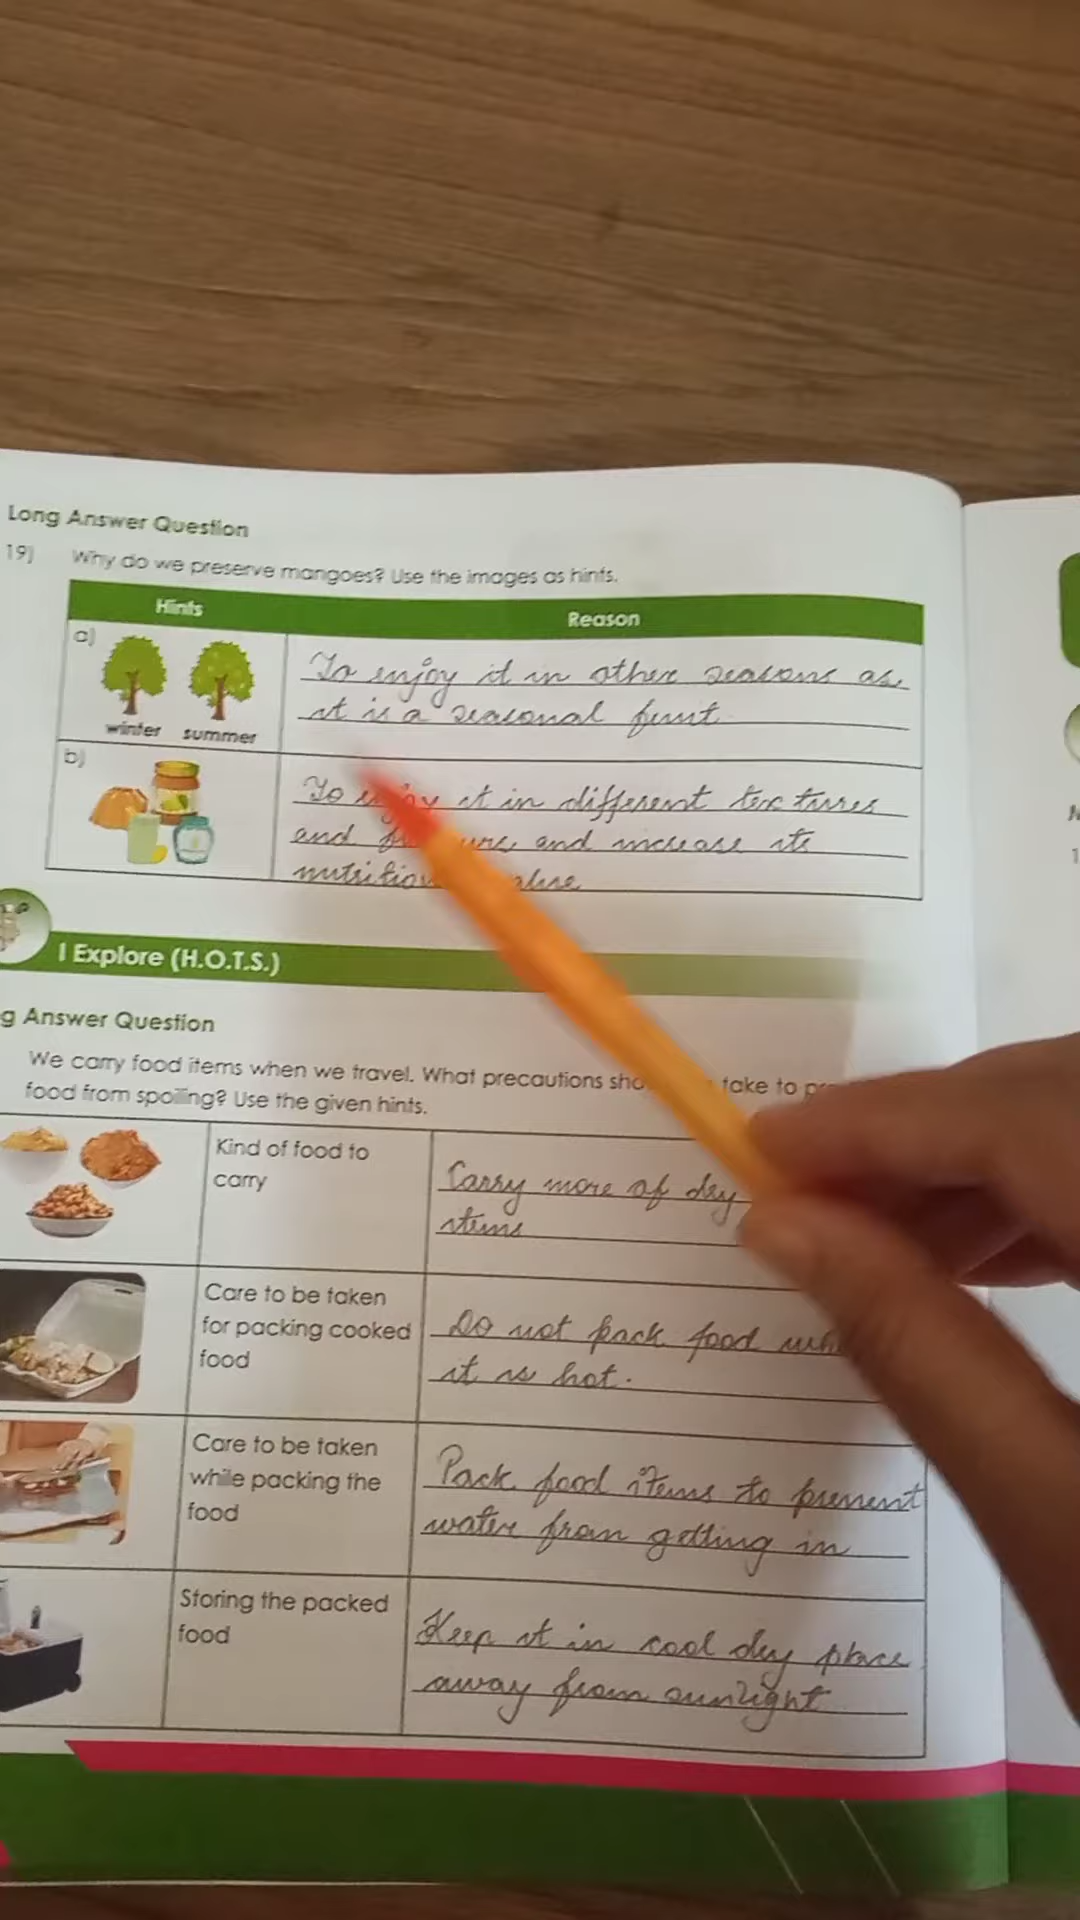 Long Answer Question
19) Why do we preserve mangoes? Use the images as hints.
Hints
Reason
a)
winter summer
To enjoy it in other seasons as
it is a seasonal fruit
b)
To enjoy it in different textures
and and increase its
nutritional value
I Explore (H.O.T.S.)
g Answer Question
We carry food items when we travel. What precautions take to
food from spoiling? Use the given hints.
Kind of food to
carry
Carry more of dry
items
Care to be taken
for packing cooked
food
Do not pack food
it is hot.
Care to be taken
while packing the
food
Pack food items to prevent
water from getting in
Storing the packed
food
Keep it in cool dry place
away from sunlight